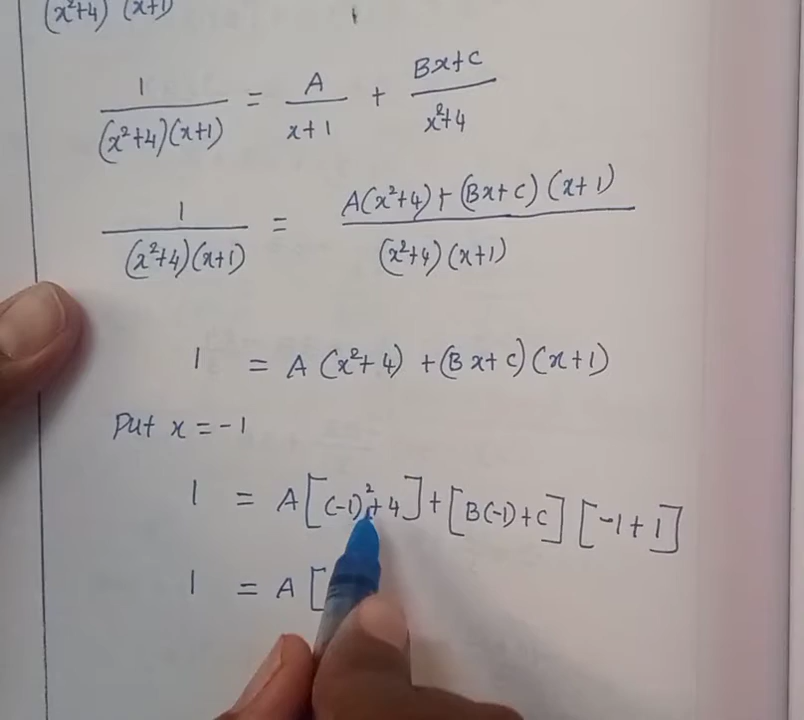 (x²+4) (x+1)
1/((x²+4)(x+1)) = A/(x+1) + (Bx+C)/(x²+4)
1/((x²+4)(x+1)) = (A(x²+4)+(Bx+C)(x+1))/((x²+4)(x+1))
1 = A(x²+4)+(Bx+C)(x+1)
Put x=-1
1 = A[(-1)²+4]+[B(-1)+C][-1+1]
1 = A[